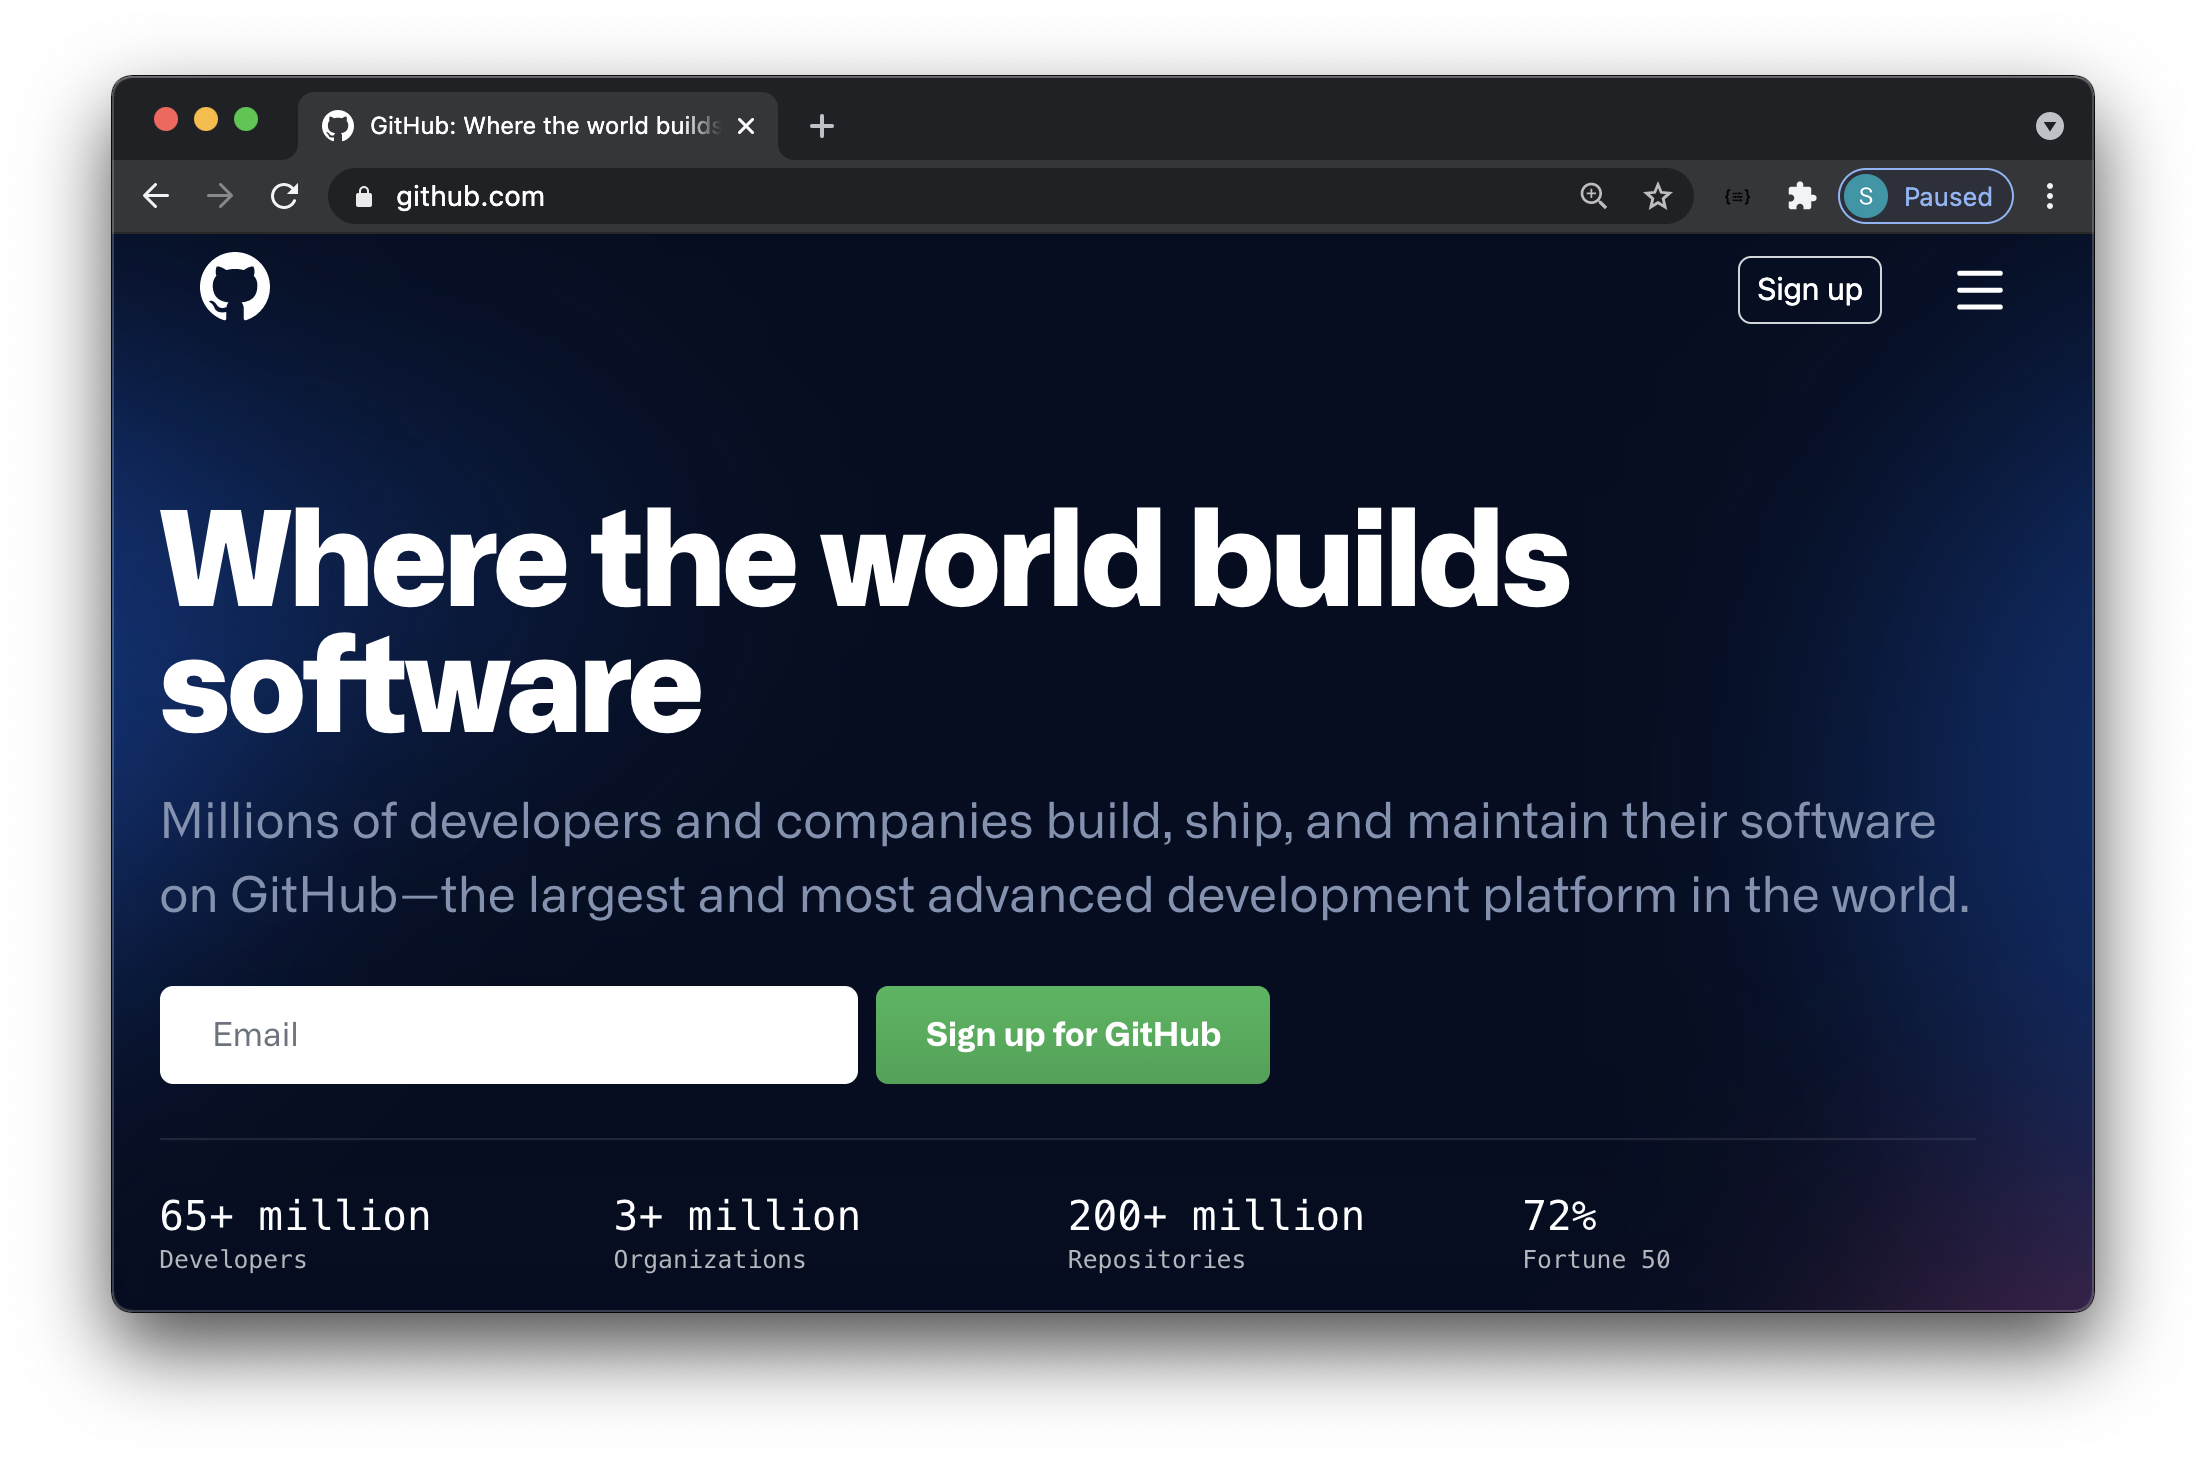 GitHub: Where the world builds
github.com
S Paused
Sign up
Where the world builds
software
Millions of developers and companies build, ship, and maintain their software
on GitHub—the largest and most advanced development platform in the world.
Email
Sign up for GitHub
65+ million
Developers
3+ million
Organizations
200+ million
Repositories
72%
Fortune 50